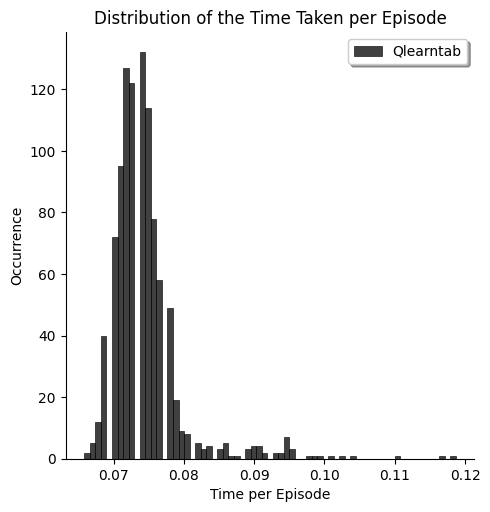 Distribution of the Time Taken per Episode
Qlearntab
120
100
80
60
40
20
0
Occurrence
0.07 0.08 0.09 0.10 0.11 0.12
Time per Episode